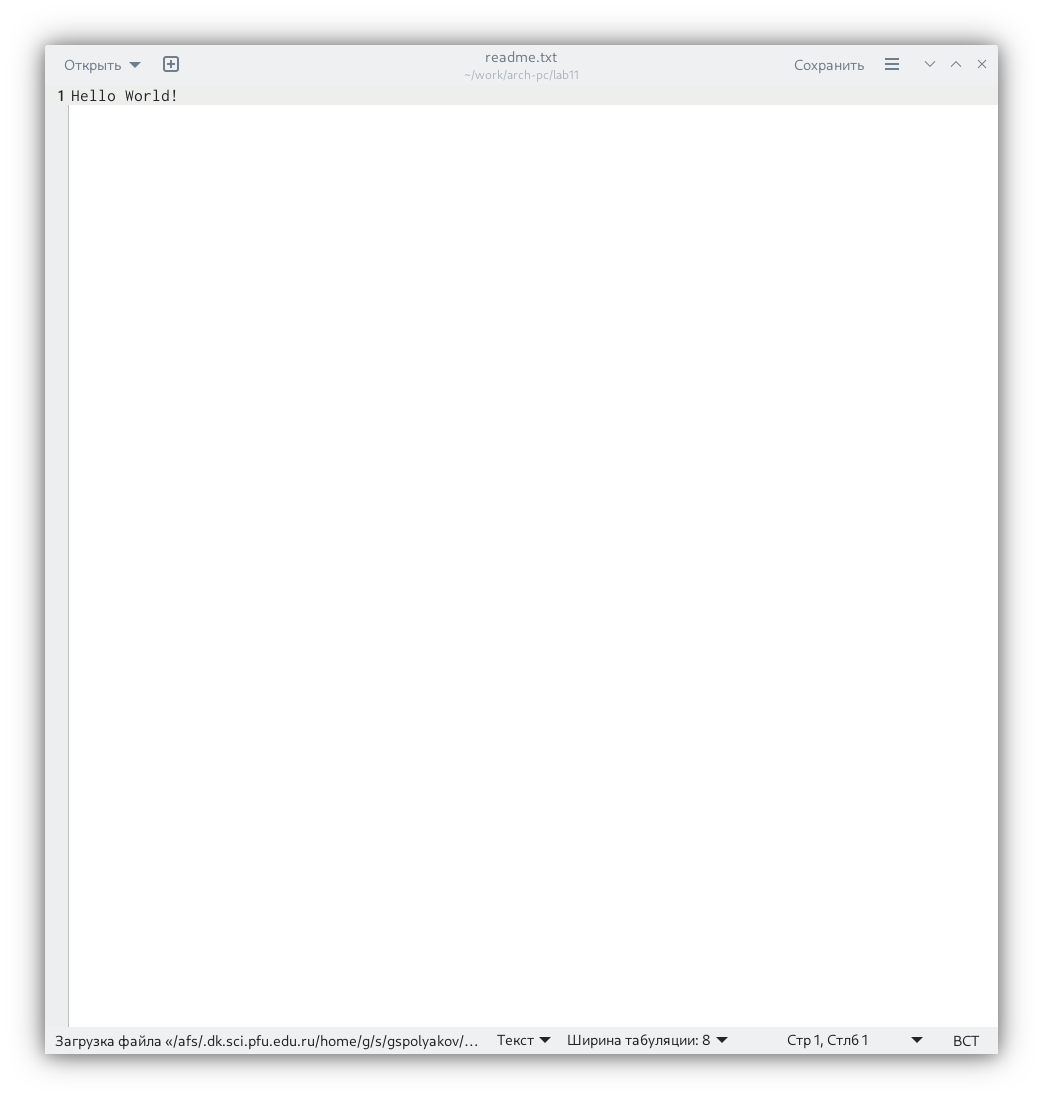 Открыть
readme.txt
~/work/arch-pc/lab11
Сохранить
1 Hello World!
Загрузка файла «/afs/.dk.sci.pfu.edu.ru/home/g/s/gspolyakov/… Текст Ширина табуляции: 8 Стр 1, Стлб 1 ВСТ